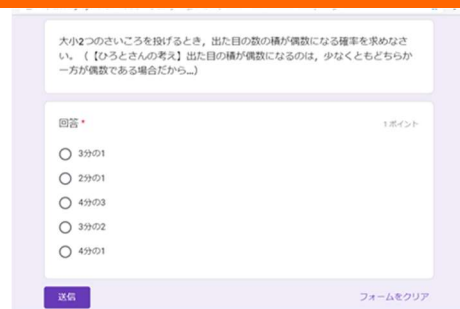 大小2つのさいころを投げるとき，出た目の数の積が偶数になる確率を求めなさ
い。（【ひろとさんの考え】出た目の積が偶数になるのは，少なくともどちらか
一方が偶数である場合だから...）
回答 *
1 ポイント
3分の1
2分の1
4分の3
3分の2
4分の1
送信
フォームをクリア